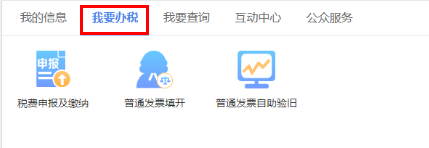 我的信息 我要办税 我要查询 互动中心 公众服务
申报
税费申报及缴纳 普通发票填开 普通发票自助验旧